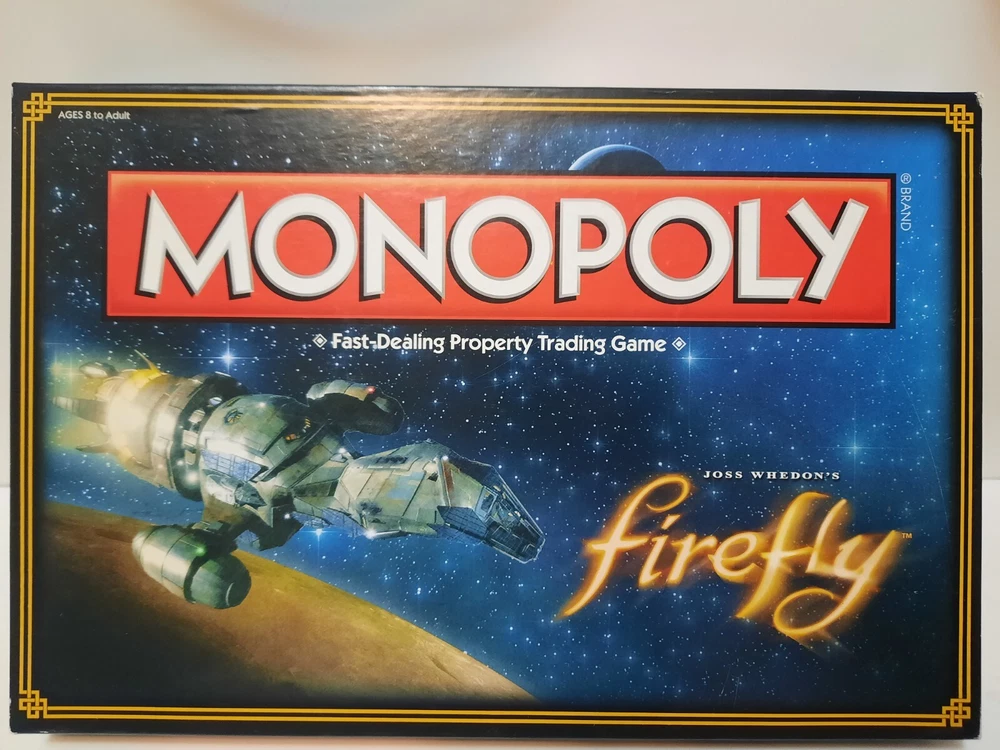 AGES 8 to Adult
MONOPOLY
® BRAND
Fast-Dealing Property Trading Game
JOSS WHEDON'S
firefly™